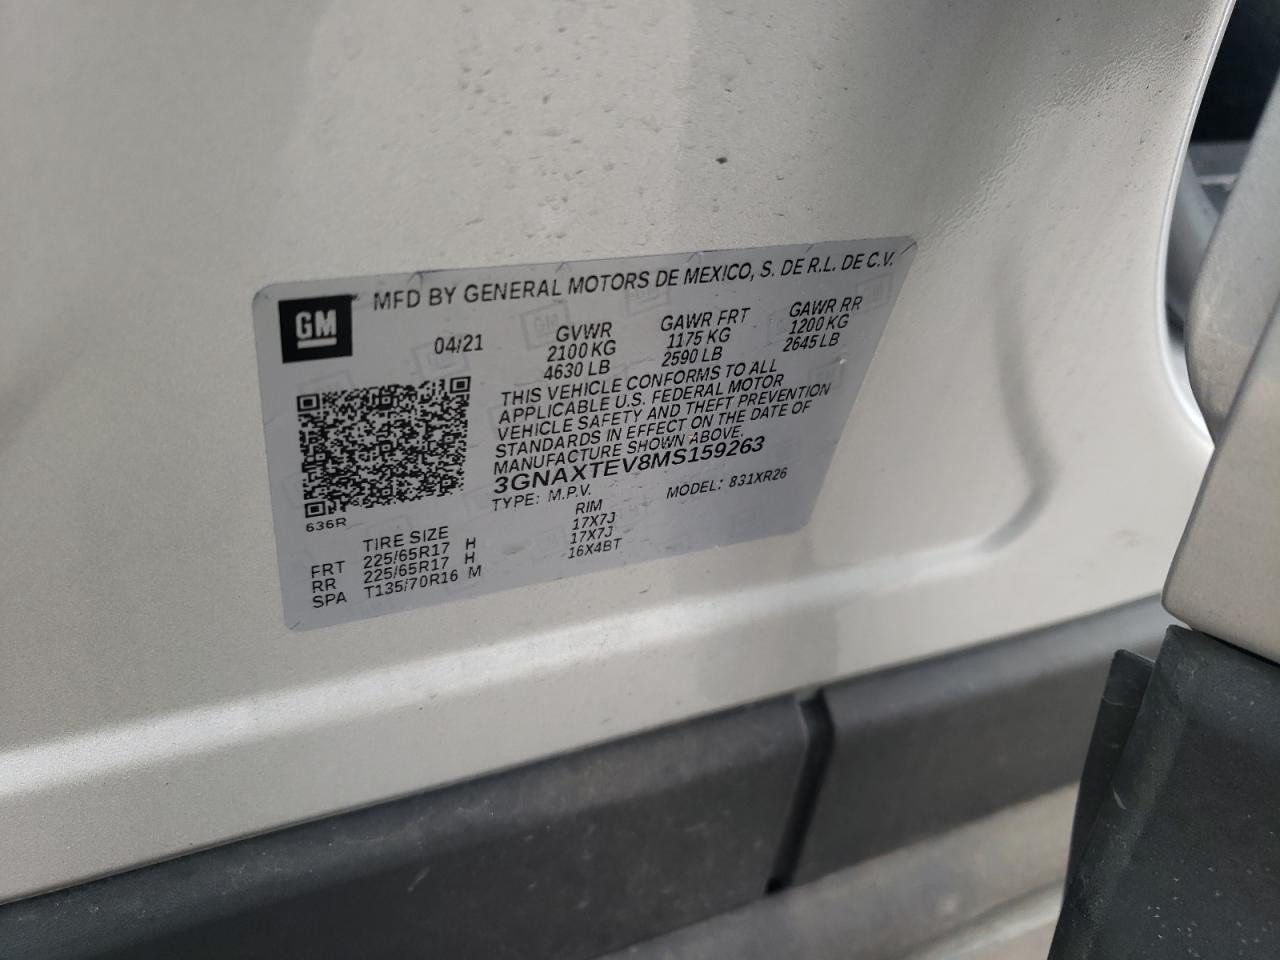 MFD BY GENERAL MOTORS DE MEXICO, S. DE R.L. DE C.V.
GM
04/21
GVWR GAWR FRT GAWR RR
2100 KG 1175 KG 1200 KG
4630 LB 2590 LB 2645 LB
THIS VEHICLE CONFORMS TO ALL
APPLICABLE U.S. FEDERAL MOTOR
VEHICLE SAFETY AND THEFT PREVENTION
STANDARDS IN EFFECT ON THE DATE OF
MANUFACTURE SHOWN ABOVE.
3GNAXTEV8MS159263
TYPE: M.P.V. MODEL: 831XR26
636R
TIRE SIZE RIM
FRT 225/65R17 H 17X7J
RR 225/65R17 H 17X7J
SPA T135/70R16 M 16X4BT